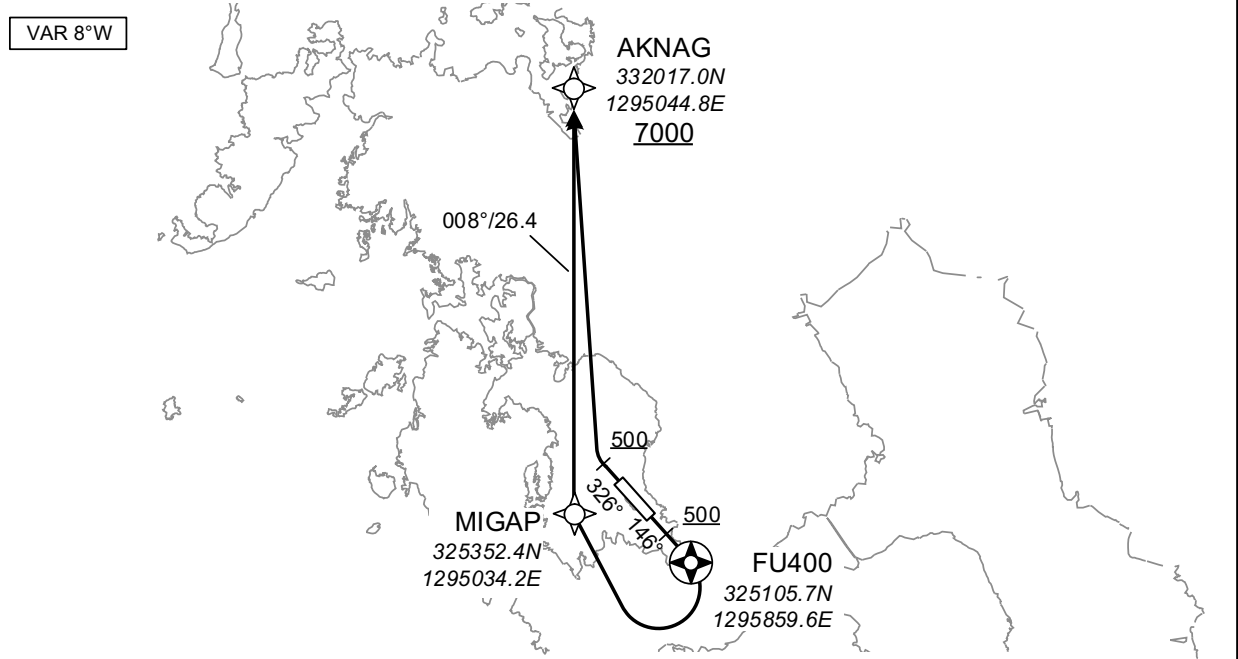 VAR 8°W
AKNAG
332017.0N
1295044.8E
7000
008°/26.4
500
326°
146°
500
MIGAP
325352.4N
1295034.2E
FU400
325105.7N
1295859.6E